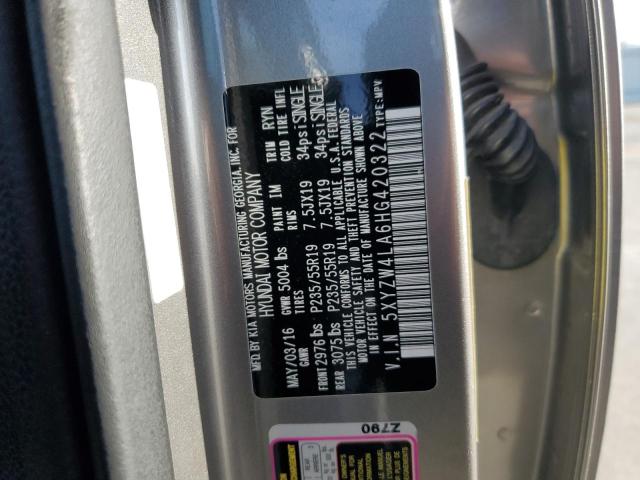 MFD BY KIA MOTORS MANUFACTURING GEORGIA, INC. FOR
HYUNDAI MOTOR COMPANY
MAY/03/16 GVWR 5004 lbs PAINT IM TRIM RYN
GAWR TIRES RIMS COLD TIRE INFL
FRONT 2976 lbs P235/55R19 7.5JX19 34psi SINGLE
REAR 3075 lbs P235/55R19 7.5JX19 34psi SINGLE
THIS VEHICLE CONFORMS TO ALL APPLICABLE U.S.A. FEDERAL
MOTOR VEHICLE SAFETY AND THEFT PREVENTION STANDARDS
IN EFFECT ON THE DATE OF MANUFACTURE SHOWN ABOVE
V.I.N 5XYZW4LA6HG420322 TYPE:MPV
Z790